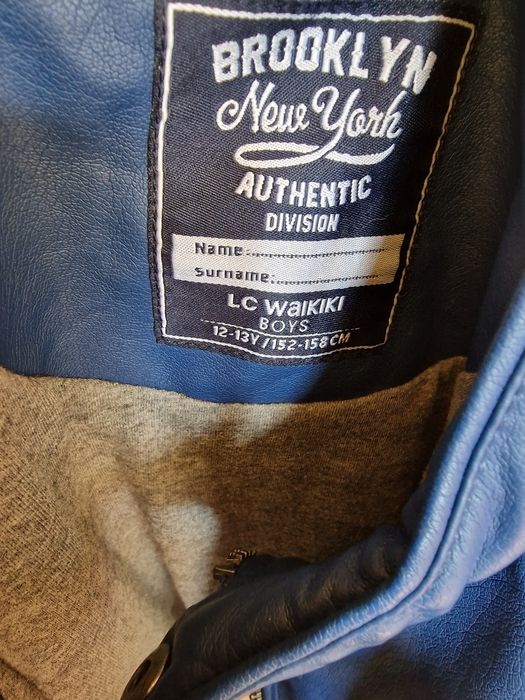 BROOKLYN
New York
AUTHENTIC
DIVISION
Name:
Surname:
LC WAIKIKI
BOYS
12-13Y/152-158CM